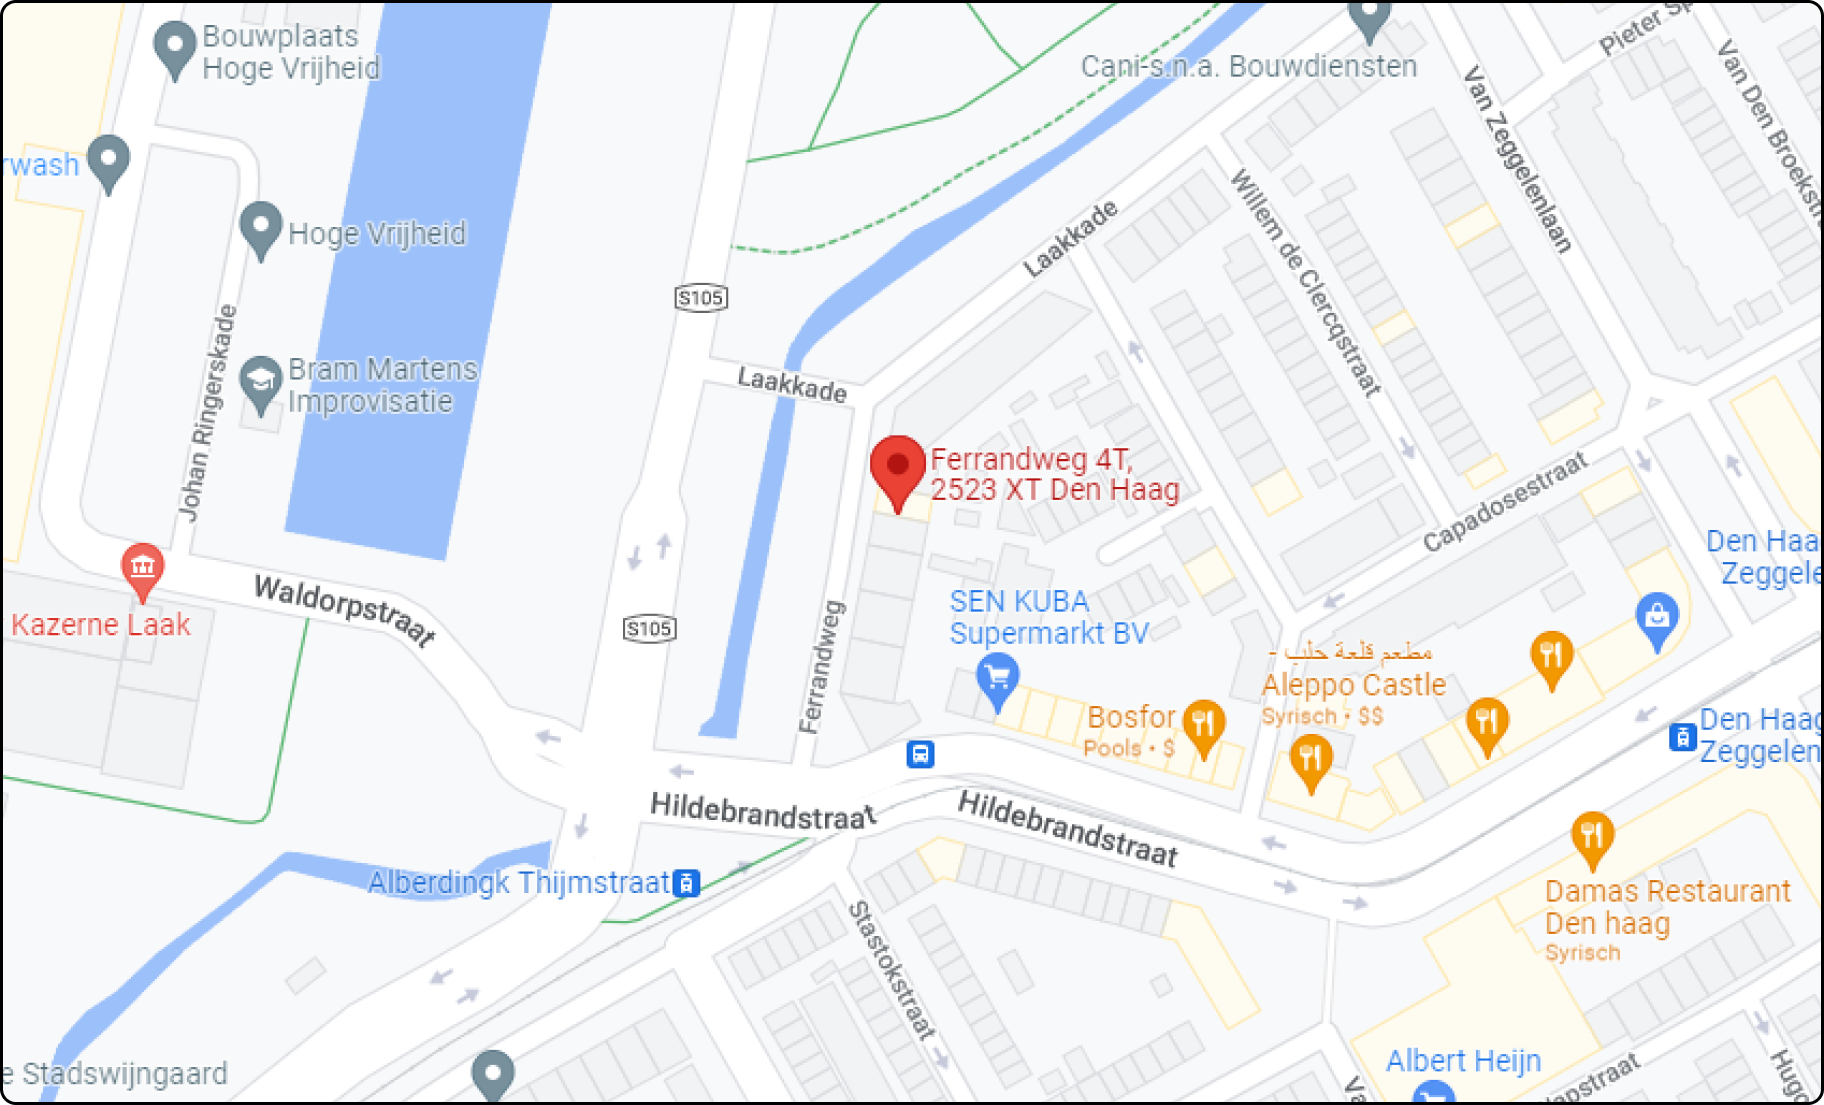 Bouwplaats
Hoge Vrijheid
Cani-s.n.a. Bouwdiensten
Pieter Sp
Van Zeggelenlaan
Van Den Broekstr
rwash
Hoge Vrijheid
Willem de Clercqstraat
Laakkade
S105
Johan Ringerskade
Bram Martens
Improvisatie
Laakkade
Ferrandweg 4T,
2523 XT Den Haag
Capadosestraat
Den Haa
Zeggele
Waldorpstraat
Kazerne Laak
S105
Ferrandweg
SEN KUBA
Supermarkt BV
مطعم قلعة حلب -
Aleppo Castle
Syrisch • $$
Bosfor
Pools • $
Den Haag
Zeggelen
Hildebrandstraat
Hildebrandstraat
Alberdingk Thijmstraat
Damas Restaurant
Den haag
Syrisch
Stastokstraat
e Stadswijngaard
Albert Heijn
apstraat
Hugo
Va